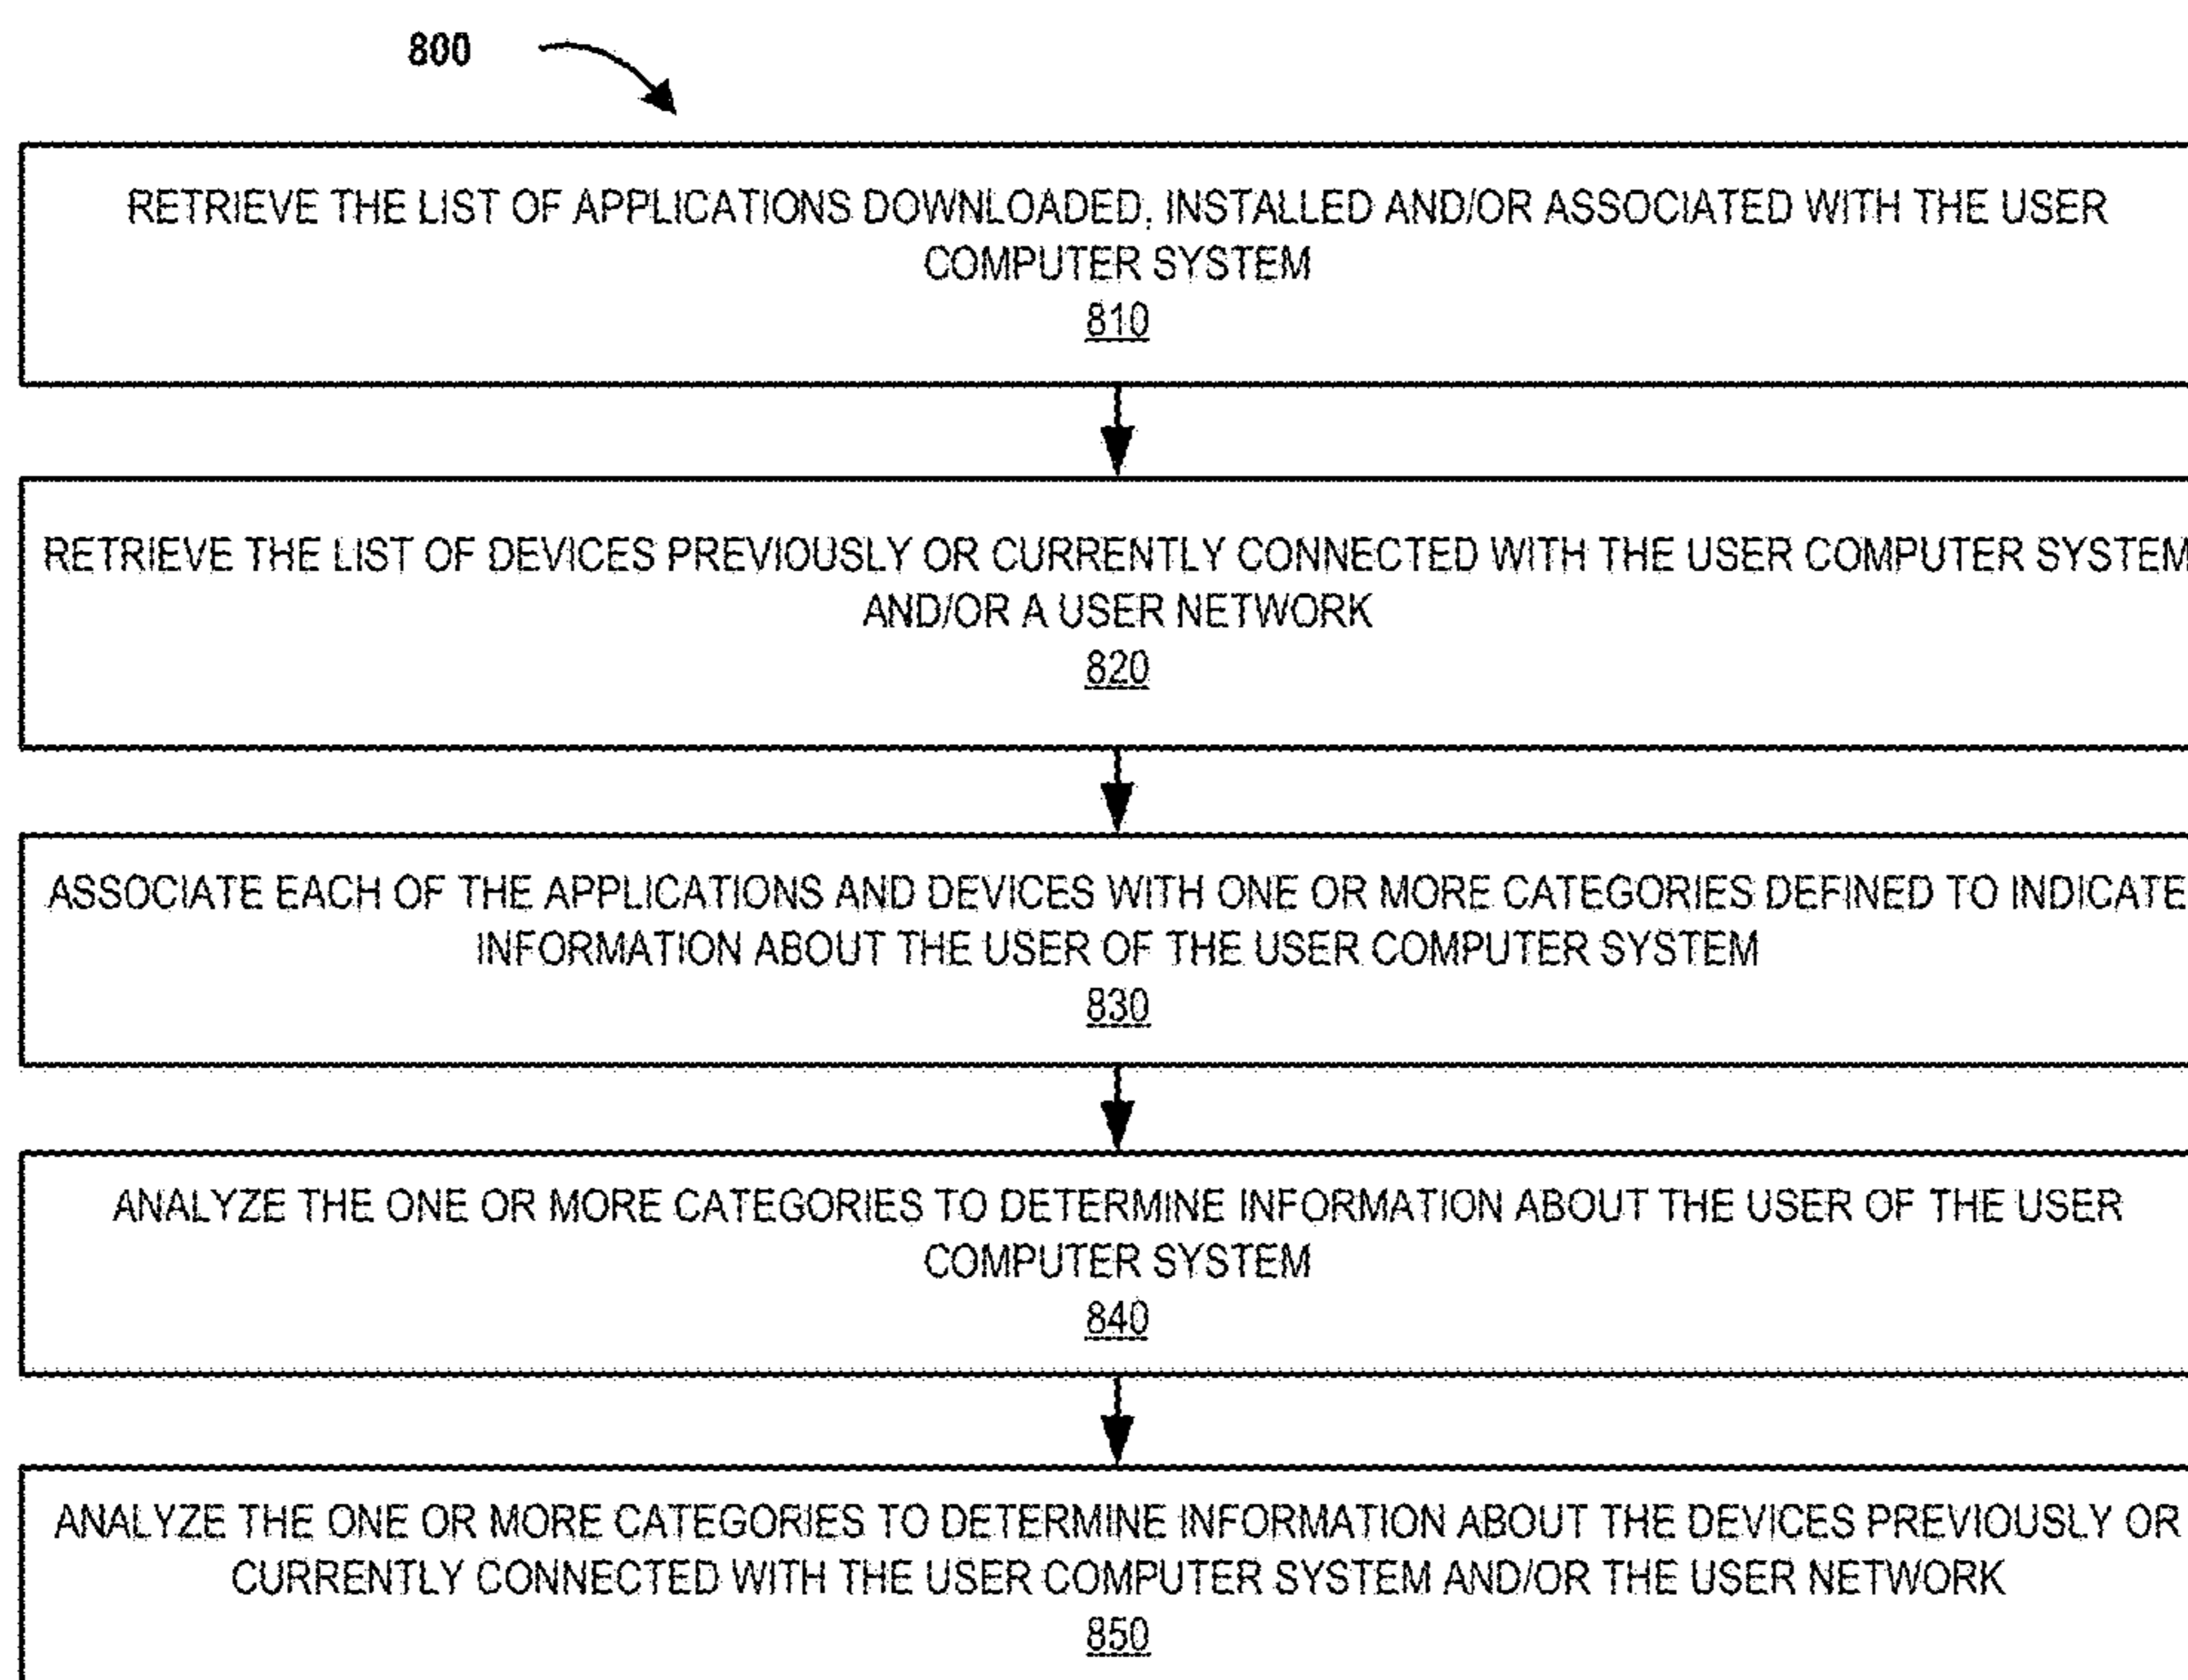 800
RETRIEVE THE LIST OF APPLICATIONS DOWNLOADED, INSTALLED AND/OR ASSOCIATED WITH THE USER
COMPUTER SYSTEM
810
RETRIEVE THE LIST OF DEVICES PREVIOUSLY OR CURRENTLY CONNECTED WITH THE USER COMPUTER SYSTEM
AND/OR A USER NETWORK
820
ASSOCIATE EACH OF THE APPLICATIONS AND DEVICES WITH ONE OR MORE CATEGORIES DEFINED TO INDICATE
INFORMATION ABOUT THE USER OF THE USER COMPUTER SYSTEM
830
ANALYZE THE ONE OR MORE CATEGORIES TO DETERMINE INFORMATION ABOUT THE USER OF THE USER
COMPUTER SYSTEM
840
ANALYZE THE ONE OR MORE CATEGORIES TO DETERMINE INFORMATION ABOUT THE DEVICES PREVIOUSLY OR
CURRENTLY CONNECTED WITH THE USER COMPUTER SYSTEM AND/OR THE USER NETWORK
850